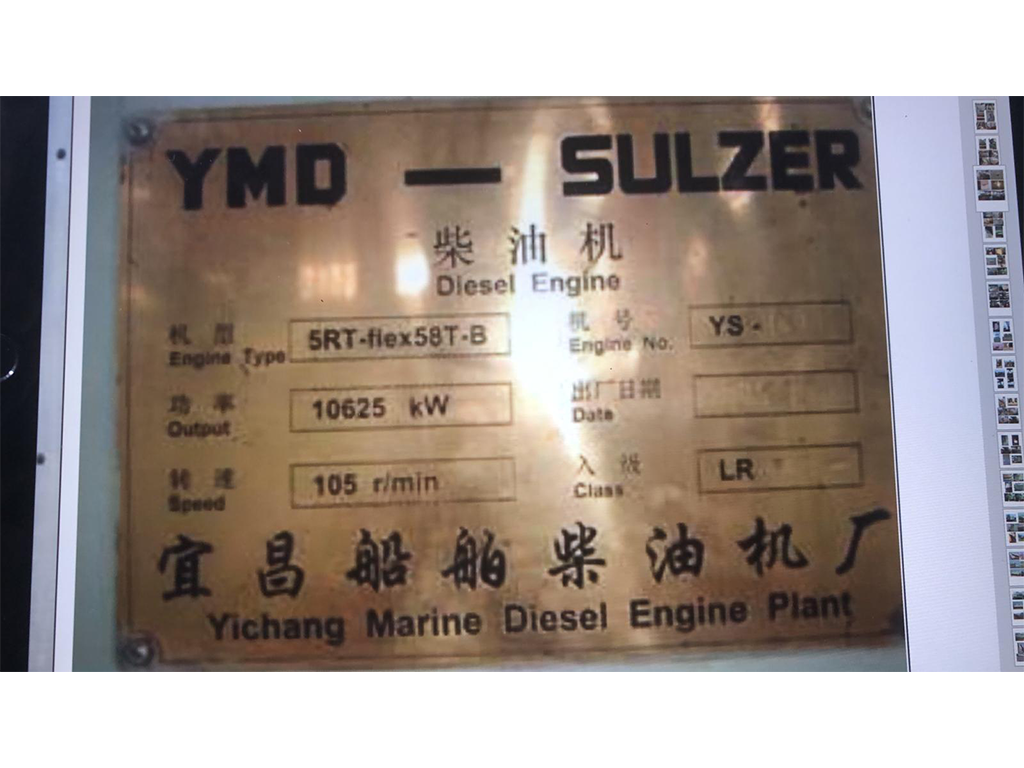 YMD — SULZER
柴油机
Diesel Engine
机型 5RT-flex58T-B 机号 YS -
Engine Type Engine No.
功率 10625 kW 出厂日期
Output Date
转速 105 r/min 入级 LR
Speed Class
宜昌船舶柴油机厂
Yichang Marine Diesel Engine Plant